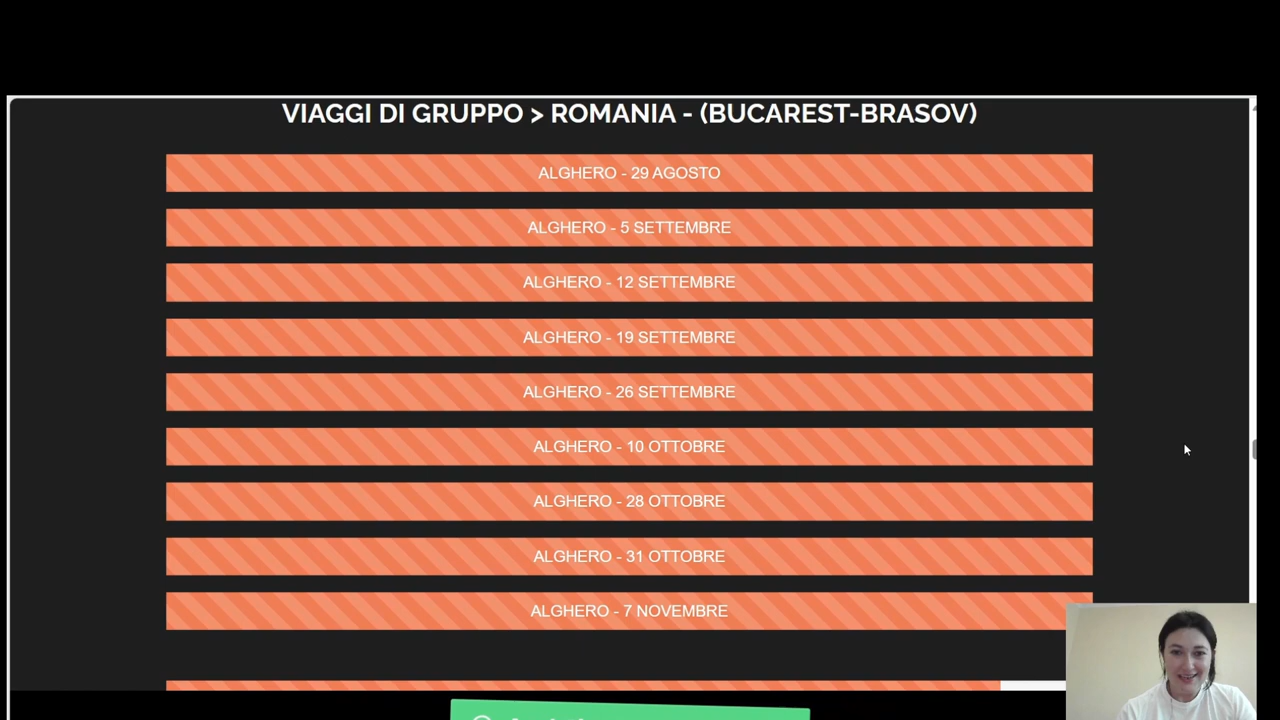 VIAGGI DI GRUPPO > ROMANIA - (BUCAREST-BRASOV)
ALGHERO - 29 AGOSTO
ALGHERO - 5 SETTEMBRE
ALGHERO - 12 SETTEMBRE
ALGHERO - 19 SETTEMBRE
ALGHERO - 26 SETTEMBRE
ALGHERO - 10 OTTOBRE
ALGHERO - 28 OTTOBRE
ALGHERO - 31 OTTOBRE
ALGHERO - 7 NOVEMBRE